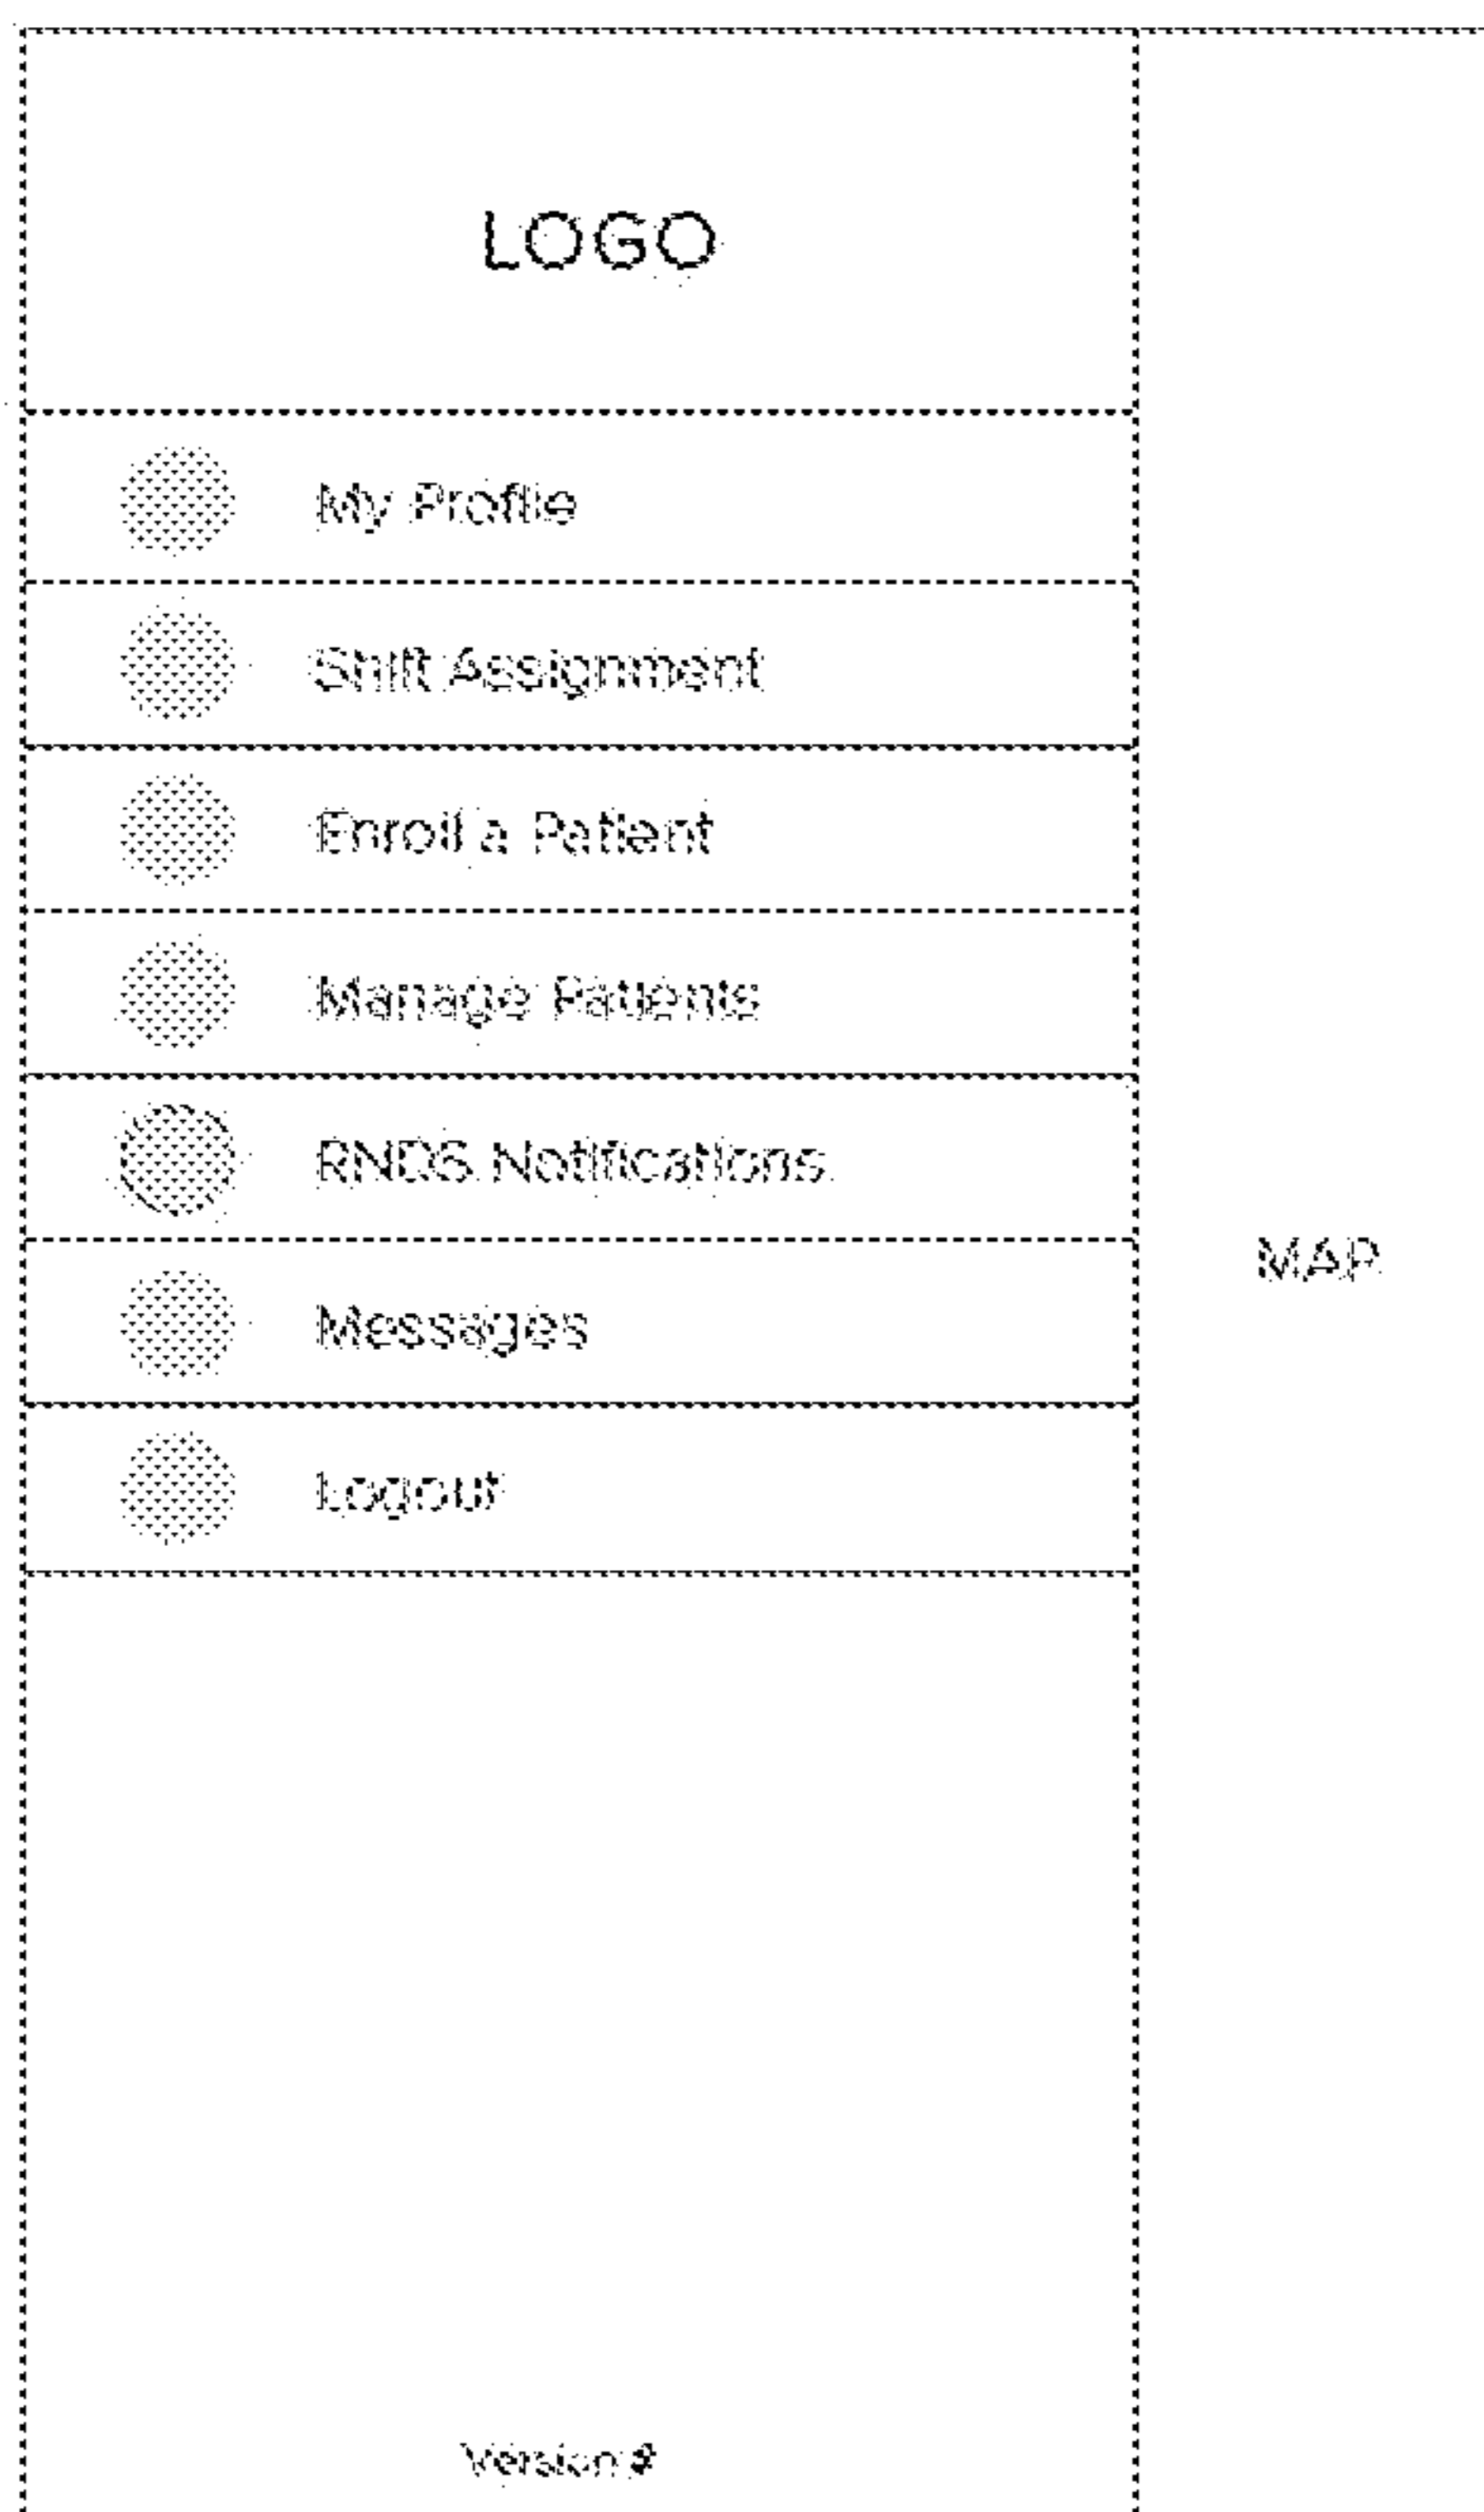 LOGO
My Profile
Shift Assignment
Enroll a Patient
Manage Patients
RNDS Notifications
Messages
MAP
Logout
Version #